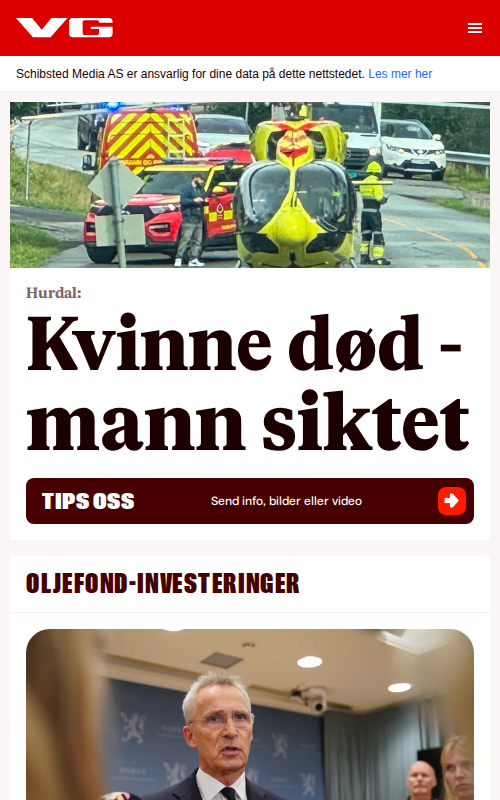 VG
Schibsted Media AS er ansvarlig for dine data på dette nettstedet. Les mer her
Hurdal:
Kvinne død -
mann siktet
TIPS OSS
Send info, bilder eller video
OLJEFOND-INVESTERINGER